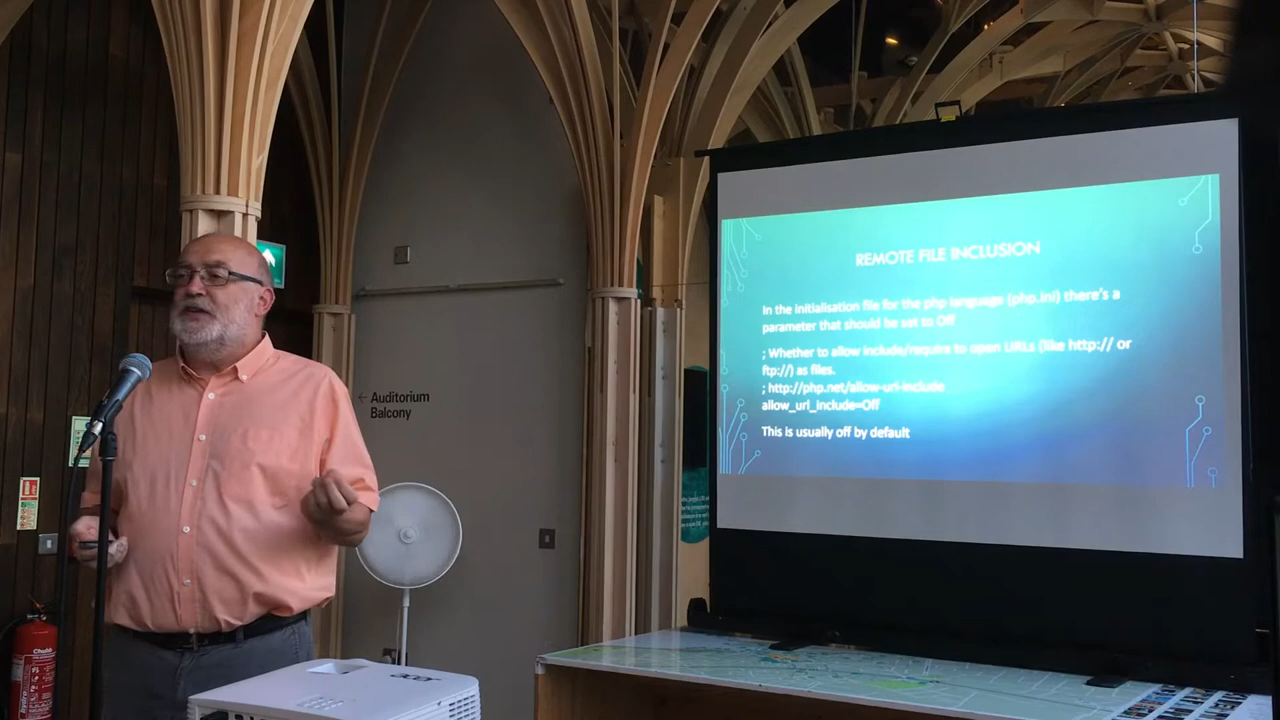 REMOTE FILE INCLUSION
In the initialisation file for the php language (php.ini) there's a
parameter that should be set to Off
; Whether to allow include/require to open URLs (like http:// or
ftp://) as files.
; http://php.net/allow-url-include
allow_url_include=Off
This is usually off by default
← Auditorium
Balcony
Chubb
acer